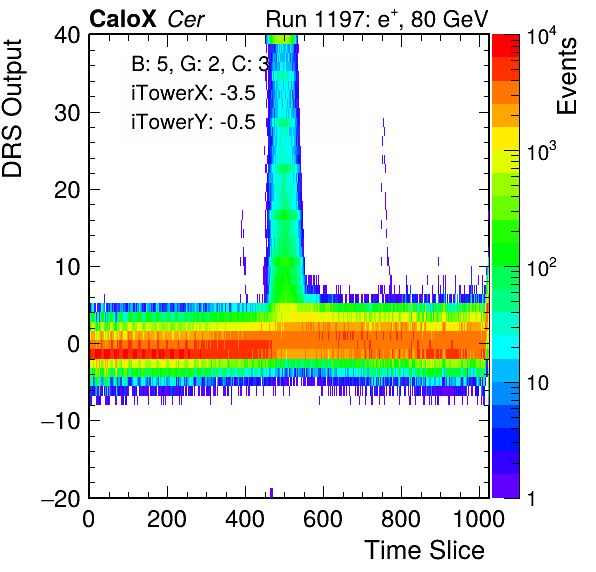 CaloX Cer Run 1197: e+, 80 GeV
B: 5, G: 2, C: 3
iTowerX: -3.5
iTowerY: -0.5
DRS Output
40
30
20
10
0
−10
−20
0 200 400 600 800 1000
Time Slice
Events
10^4
10^3
10^2
10
1